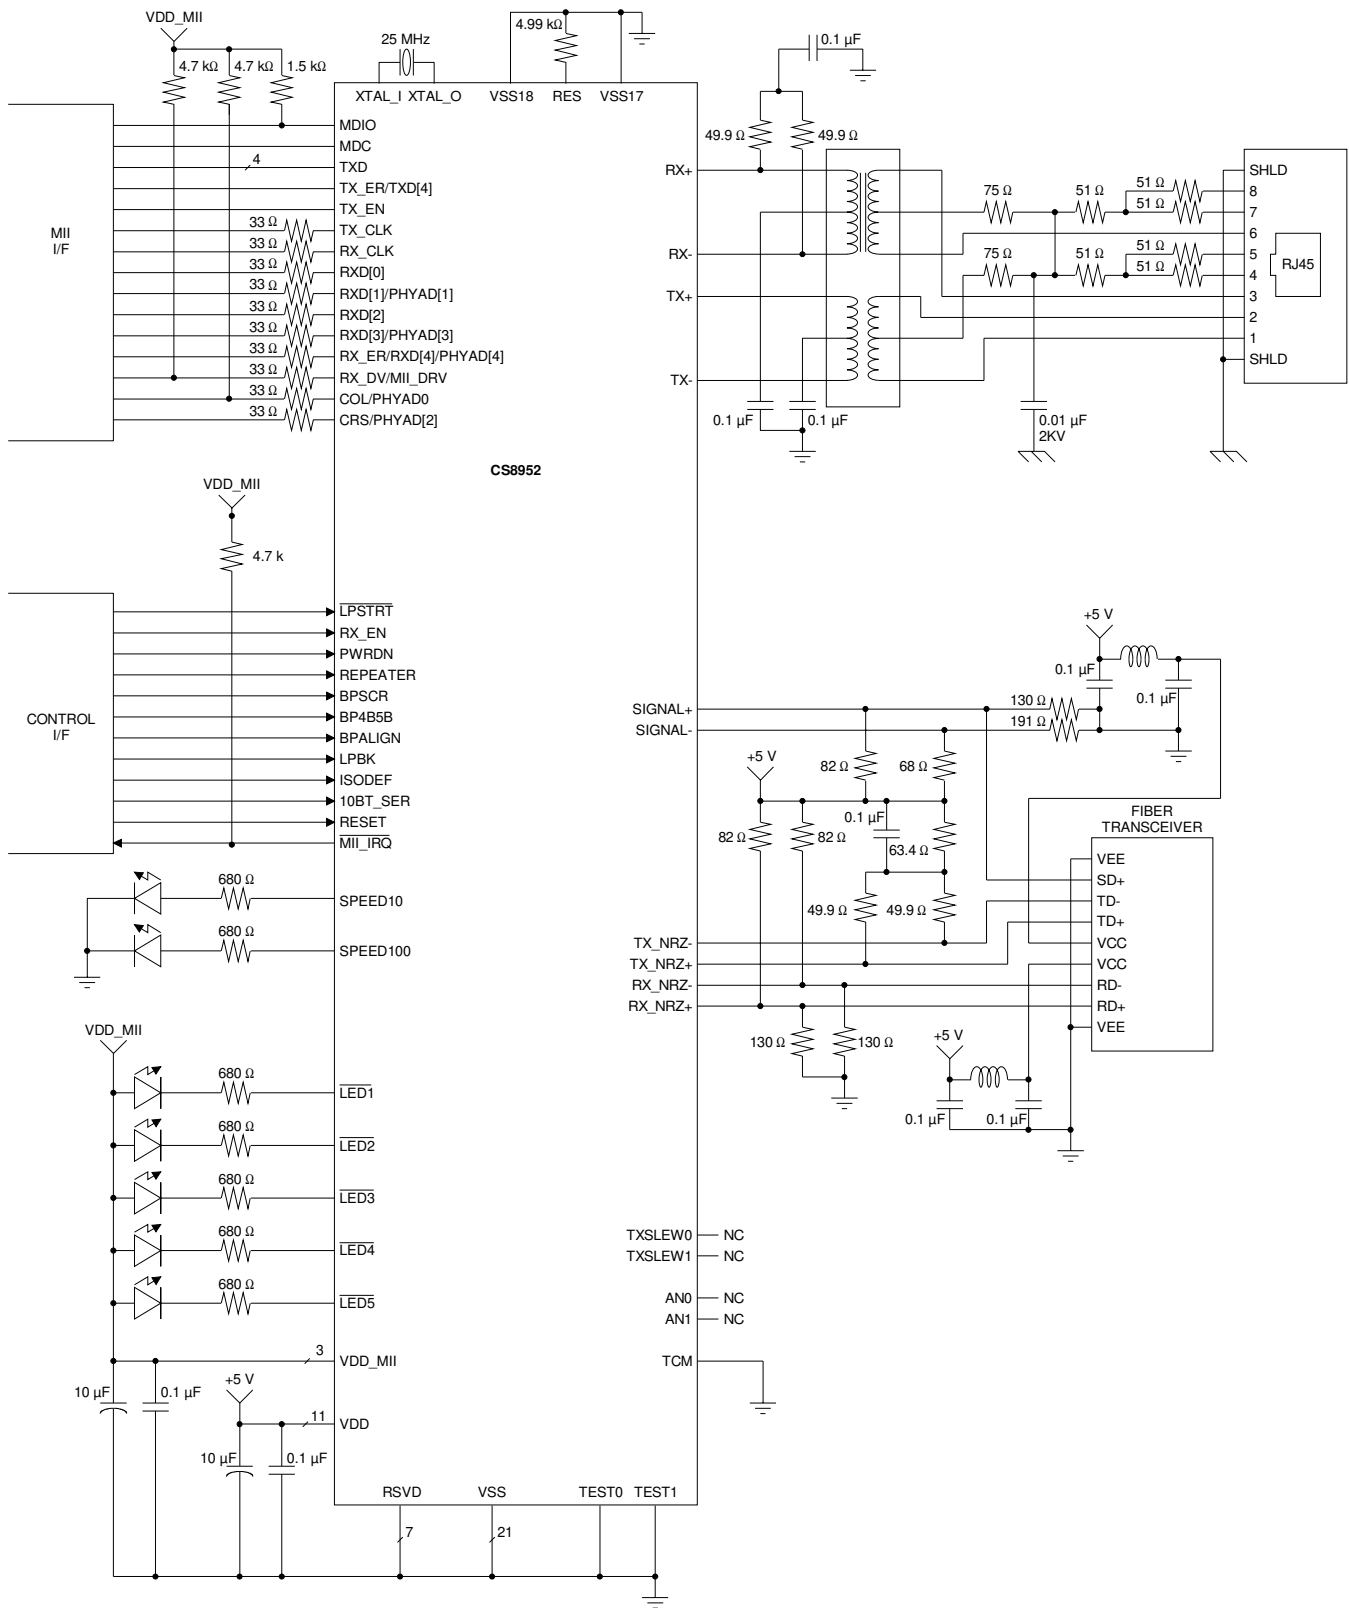 VDD_MII
4.7 kΩ
4.7 kΩ
1.5 kΩ
25 MHz
4.99 kΩ
0.1 µF
XTAL_I
XTAL_O
VSS18
RES
VSS17
MII
I/F
MDIO
MDC
4
TXD
TX_ER/TXD[4]
TX_EN
33 Ω
TX_CLK
33 Ω
RX_CLK
33 Ω
RXD[0]
33 Ω
RXD[1]/PHYAD[1]
33 Ω
RXD[2]
33 Ω
RXD[3]/PHYAD[3]
33 Ω
RX_ER/RXD[4]/PHYAD[4]
33 Ω
RX_DV/MII_DRV
33 Ω
COL/PHYAD0
33 Ω
CRS/PHYAD[2]
49.9 Ω
49.9 Ω
RX+
RX-
TX+
TX-
0.1 µF
0.1 µF
75 Ω
51 Ω
51 Ω
51 Ω
75 Ω
51 Ω
51 Ω
51 Ω
0.01 µF
2KV
SHLD
8
7
6
5
4
3
2
1
SHLD
RJ45
CS8952
VDD_MII
4.7 k
CONTROL
I/F
LPSTRT
RX_EN
PWRDN
REPEATER
BPSCR
BP4B5B
BPALIGN
LPBK
ISODEF
10BT_SER
RESET
MII_IRQ
680 Ω
SPEED10
680 Ω
SPEED100
+5 V
0.1 µF
0.1 µF
SIGNAL+
130 Ω
SIGNAL-
191 Ω
+5 V
82 Ω
68 Ω
0.1 µF
82 Ω
82 Ω
63.4 Ω
49.9 Ω
49.9 Ω
TX_NRZ-
TX_NRZ+
RX_NRZ-
RX_NRZ+
130 Ω
130 Ω
FIBER
TRANSCEIVER
VEE
SD+
TD-
TD+
VCC
VCC
RD-
RD+
VEE
+5 V
0.1 µF
0.1 µF
VDD_MII
680 Ω
LED1
680 Ω
LED2
680 Ω
LED3
680 Ω
LED4
680 Ω
LED5
TXSLEW0
NC
TXSLEW1
NC
AN0
NC
AN1
NC
TCM
3
VDD_MII
10 µF
0.1 µF
+5 V
11
VDD
10 µF
0.1 µF
RSVD
VSS
TEST0
TEST1
7
21